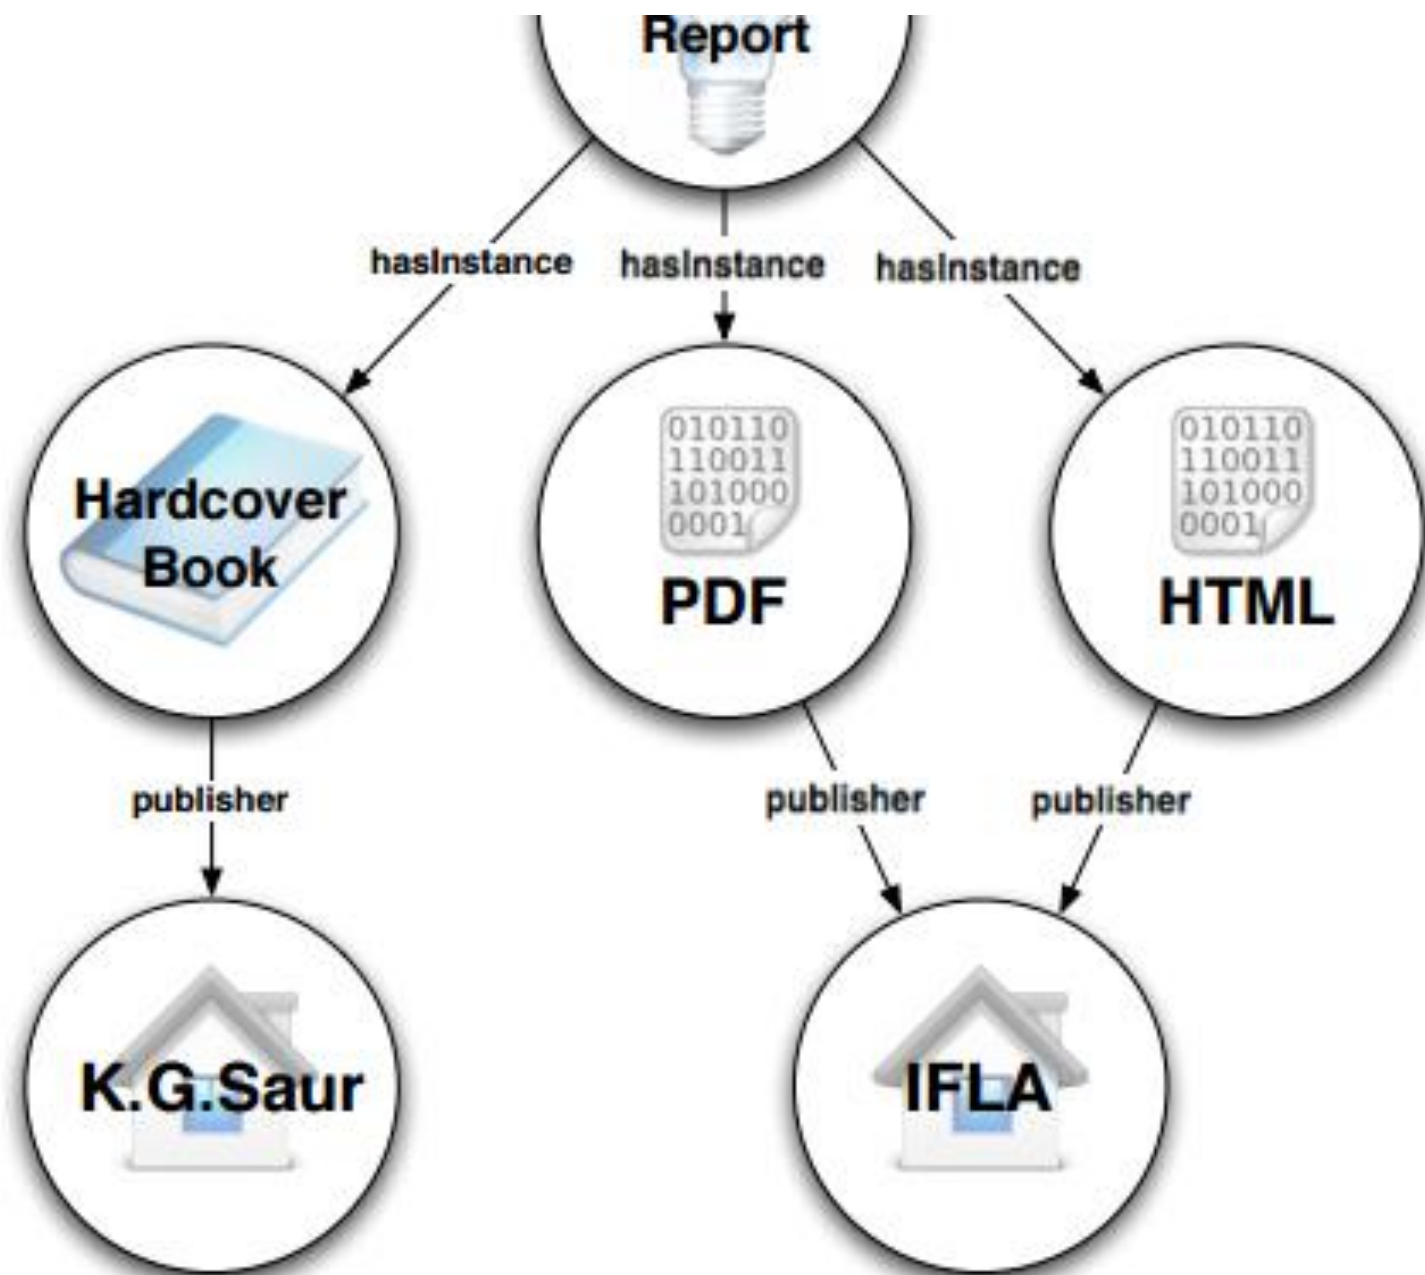 Report
hasInstance
hasInstance
hasInstance
010110
110011
101000
0001
PDF
010110
110011
101000
0001
HTML
Hardcover
Book
publisher
publisher
publisher
K.G.Saur
IFLA